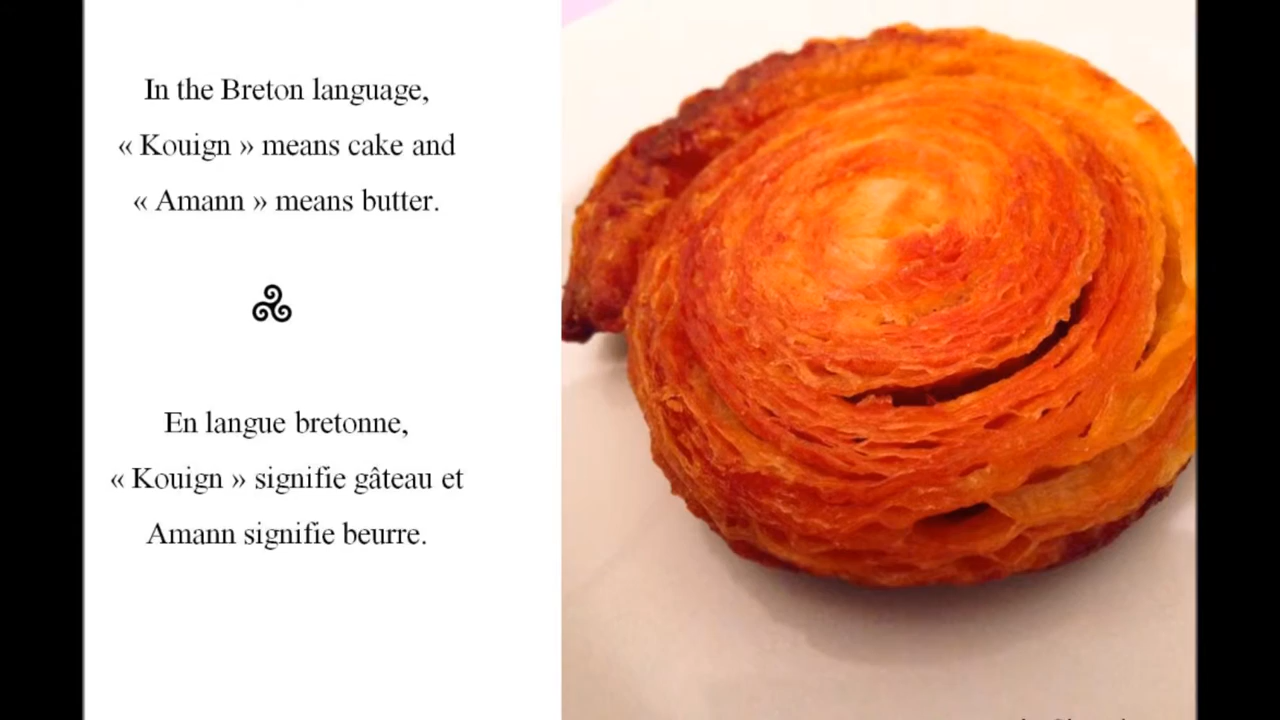 In the Breton language,
« Kouign » means cake and
« Amann » means butter.
En langue bretonne,
« Kouign » signifie gâteau et
Amann signifie beurre.